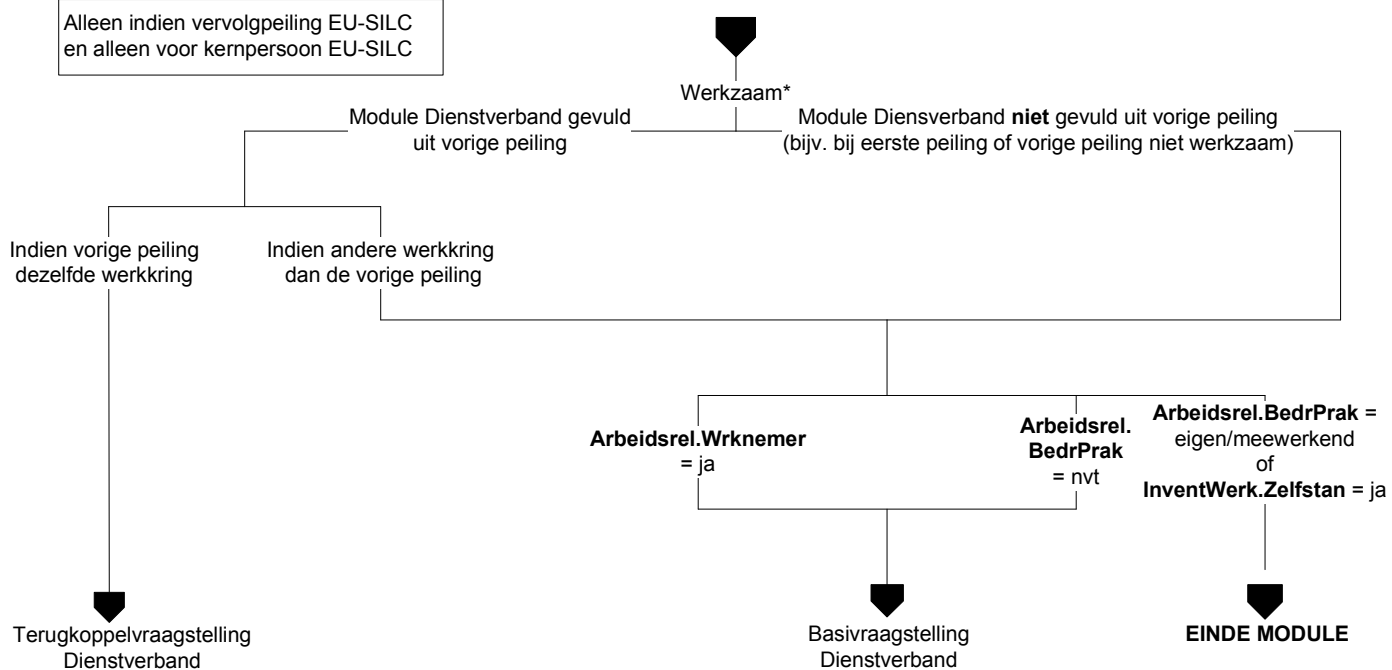 Alleen indien vervolgpeiling EU-SILC
en alleen voor kernpersoon EU-SILC
Werkzaam*
Module Dienstverband gevuld
uit vorige peiling
Module Diensverband niet gevuld uit vorige peiling
(bijv. bij eerste peiling of vorige peiling niet werkzaam)
Indien vorige peiling
dezelfde werkkring
Indien andere werkkring
dan de vorige peiling
Arbeidsrel.Wrknemer
= ja
Arbeidsrel.
BedrPrak
= nvt
Arbeidsrel.BedrPrak =
eigen/meewerkend
of
InventWerk.Zelfstan = ja
Terugkoppelvraagstelling
Dienstverband
Basivraagstelling
Dienstverband
EINDE MODULE